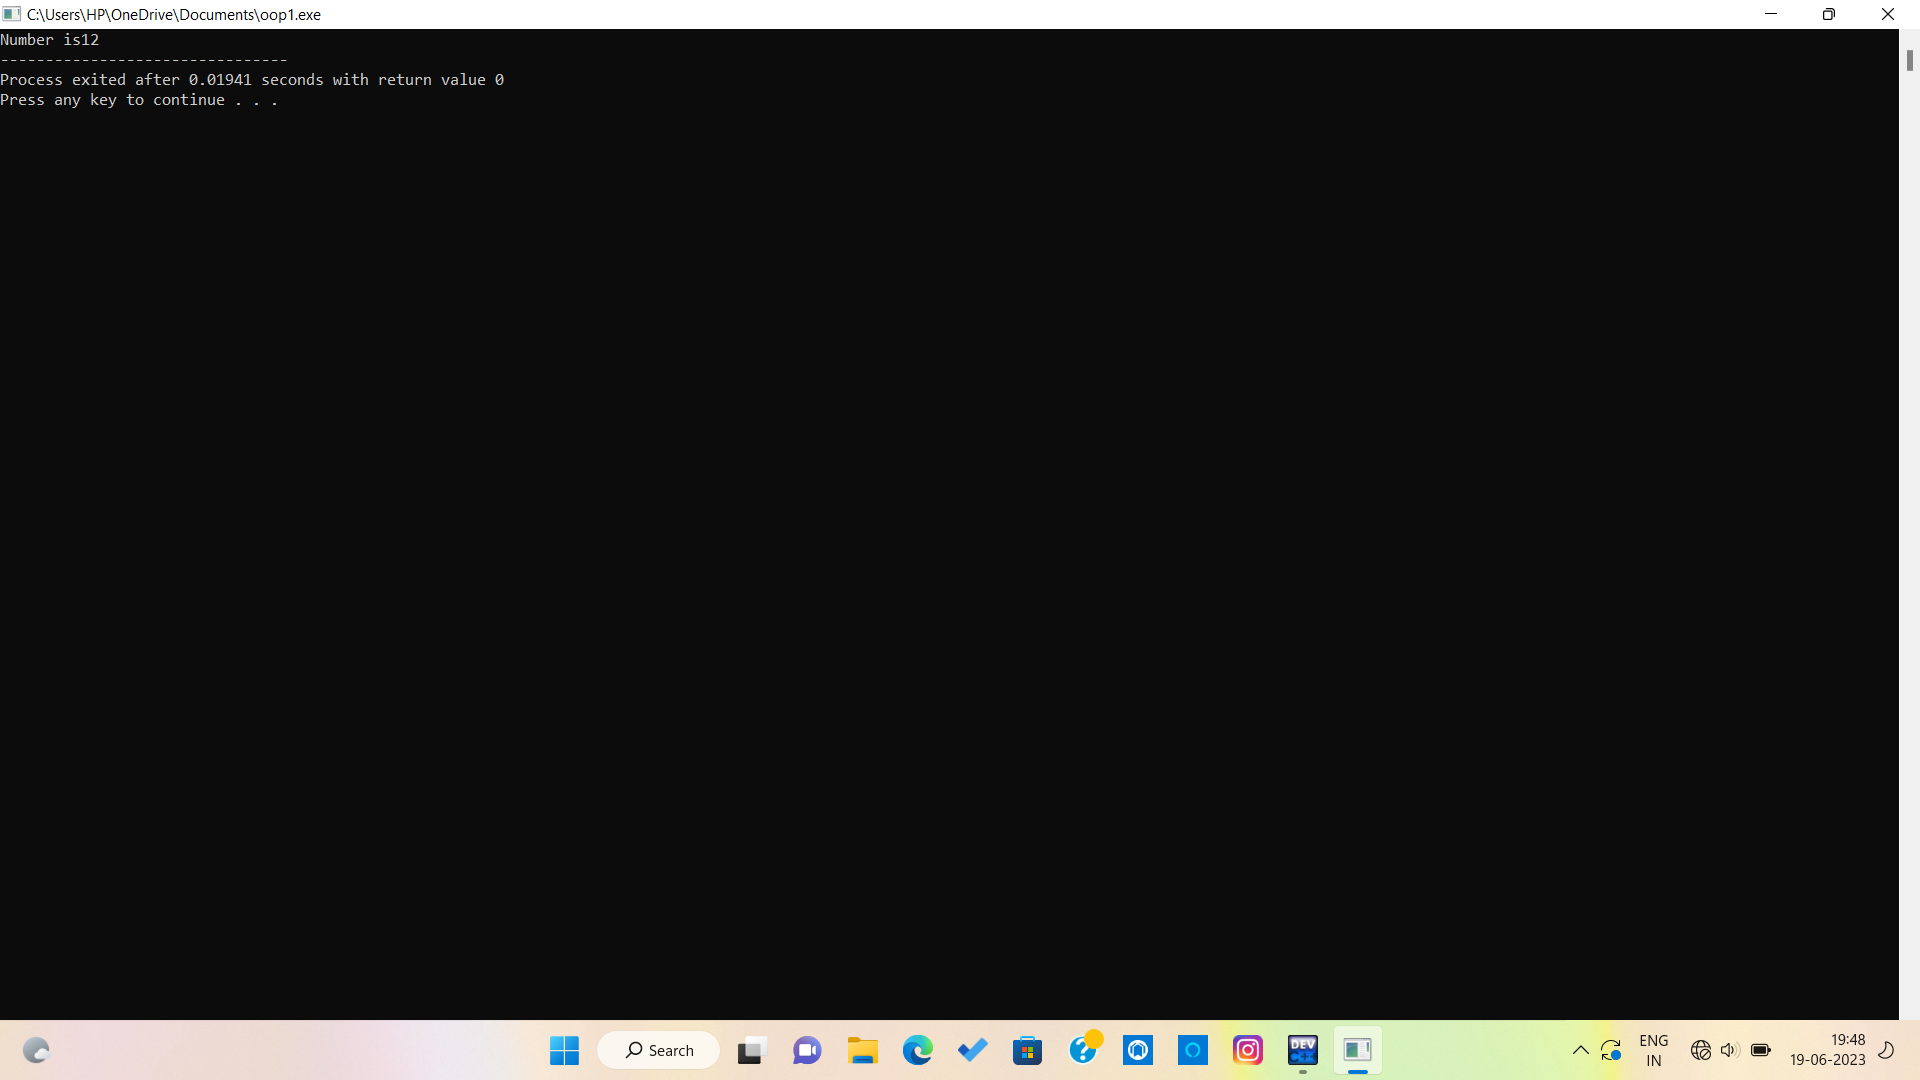 C:\Users\HP\OneDrive\Documents\oop1.exe
Number is12
--------------------------------
Process exited after 0.01941 seconds with return value 0
Press any key to continue . . .
Search
DEV
C++
ENG
IN
19:48
19-06-2023